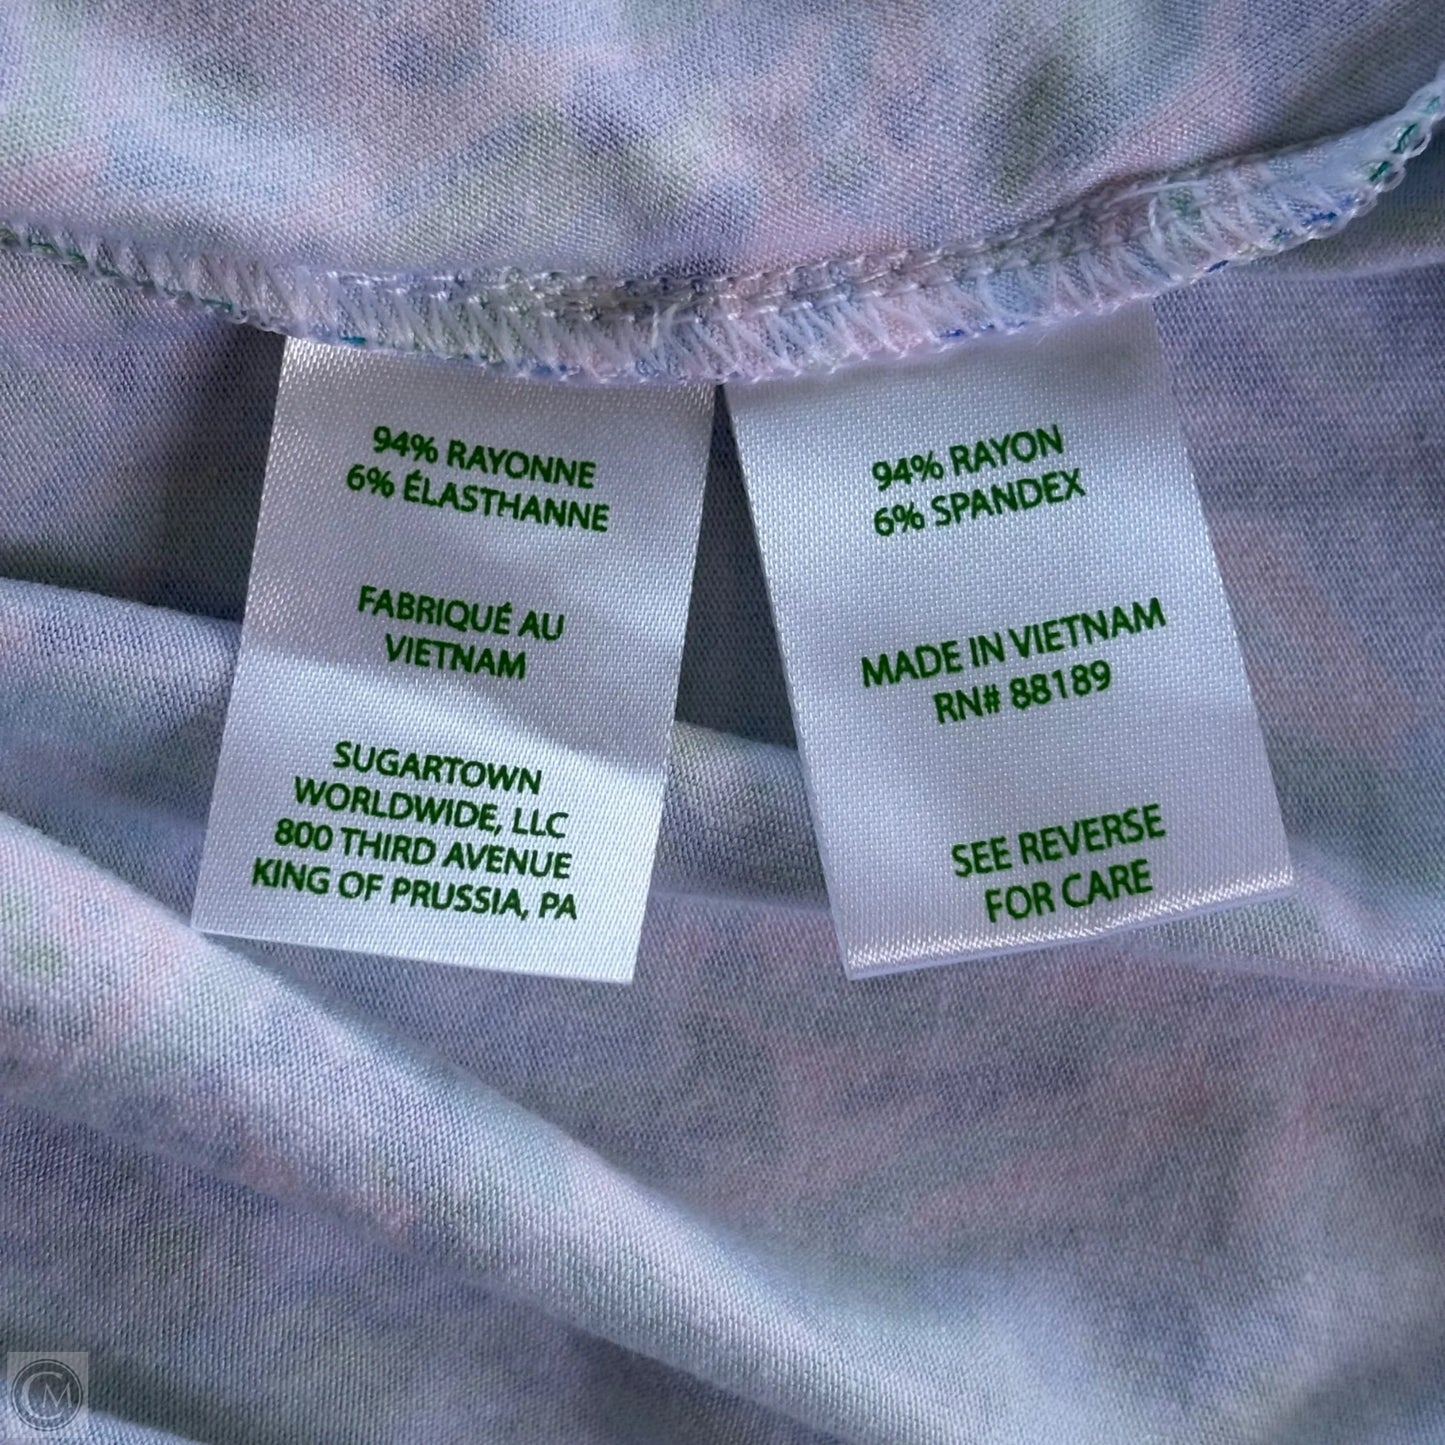 94% RAYONNE
6% ÉLASTHANNE
FABRIQUÉ AU
VIETNAM
SUGARTOWN
WORLDWIDE, LLC
800 THIRD AVENUE
KING OF PRUSSIA, PA
94% RAYON
6% SPANDEX
MADE IN VIETNAM
RN# 88189
SEE REVERSE
FOR CARE
CM